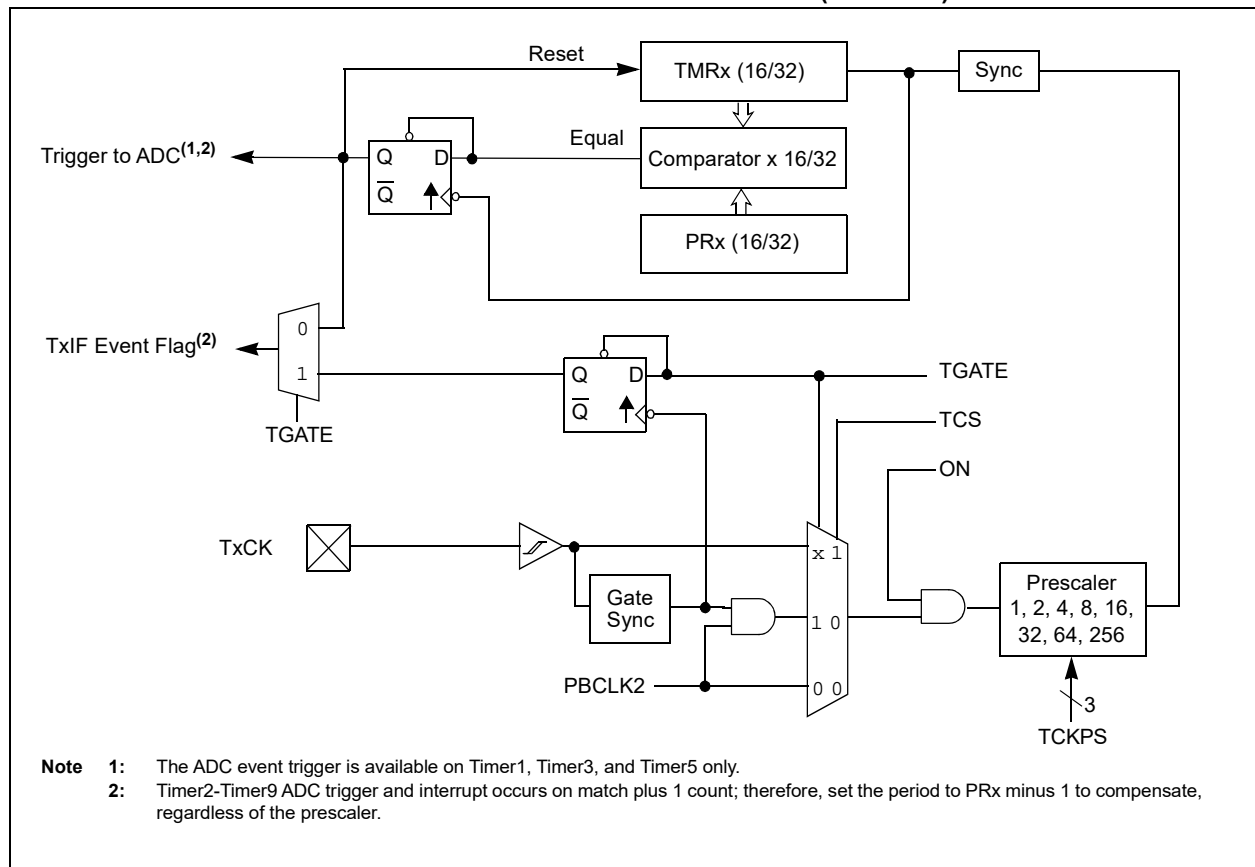 Reset
TMRx (16/32)
Sync
Equal
Trigger to ADC(1,2)
Q D
Q
Comparator x 16/32
PRx (16/32)
0
TxIF Event Flag(2)
1
TGATE
Q D
Q
TGATE
TCS
ON
TxCK
x 1
Gate
Sync
1 0
Prescaler
1, 2, 4, 8, 16,
32, 64, 256
PBCLK2
0 0
3
TCKPS
Note 1: The ADC event trigger is available on Timer1, Timer3, and Timer5 only.
2: Timer2-Timer9 ADC trigger and interrupt occurs on match plus 1 count; therefore, set the period to PRx minus 1 to compensate,
regardless of the prescaler.